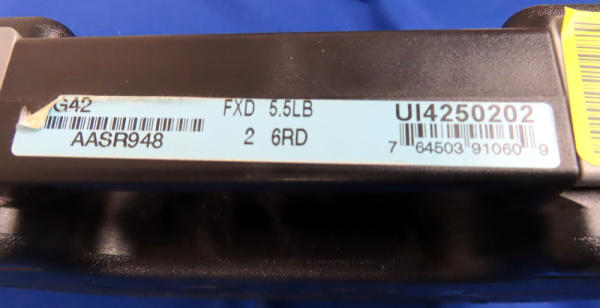 G42 FXD 5.5LB UI4250202
AASR948 2 6RD 7 64503 91060 9